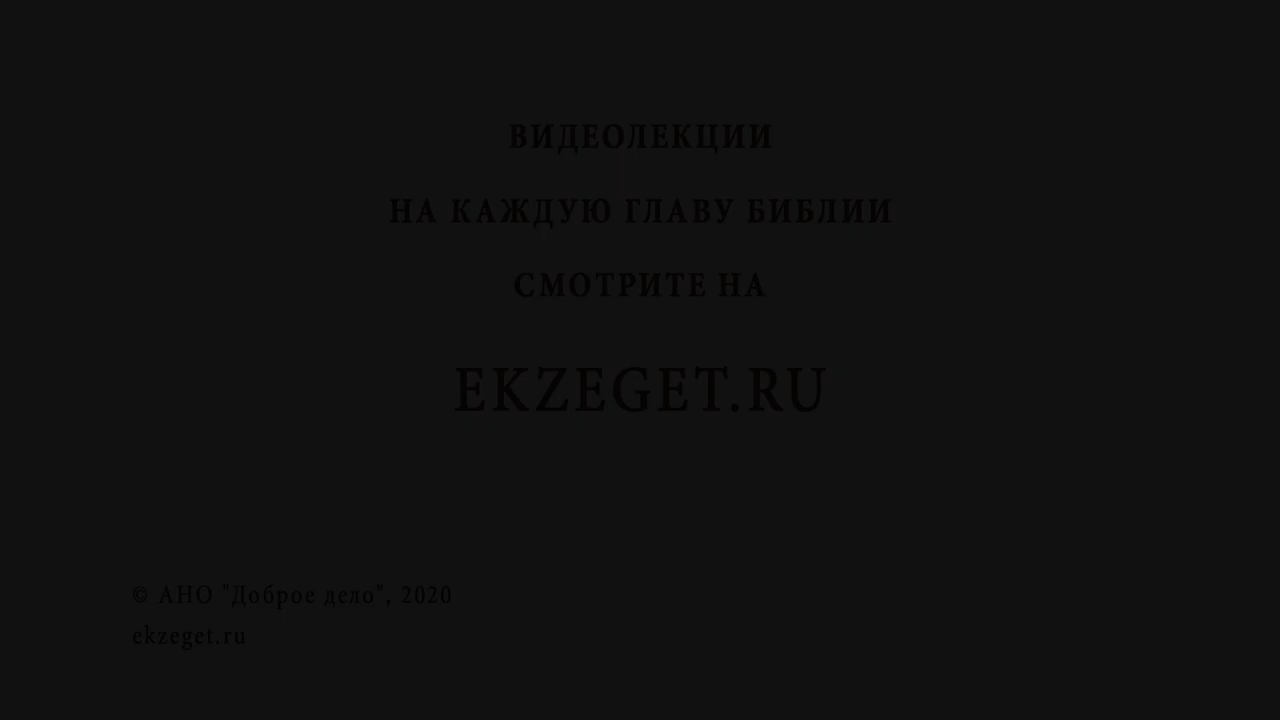 ВИДЕОЛЕКЦИИ
НА КАЖДУЮ ГЛАВУ БИБЛИИ
СМОТРИТЕ НА
EKZEGET.RU
© АНО "Доброе дело", 2020
ekzeget.ru